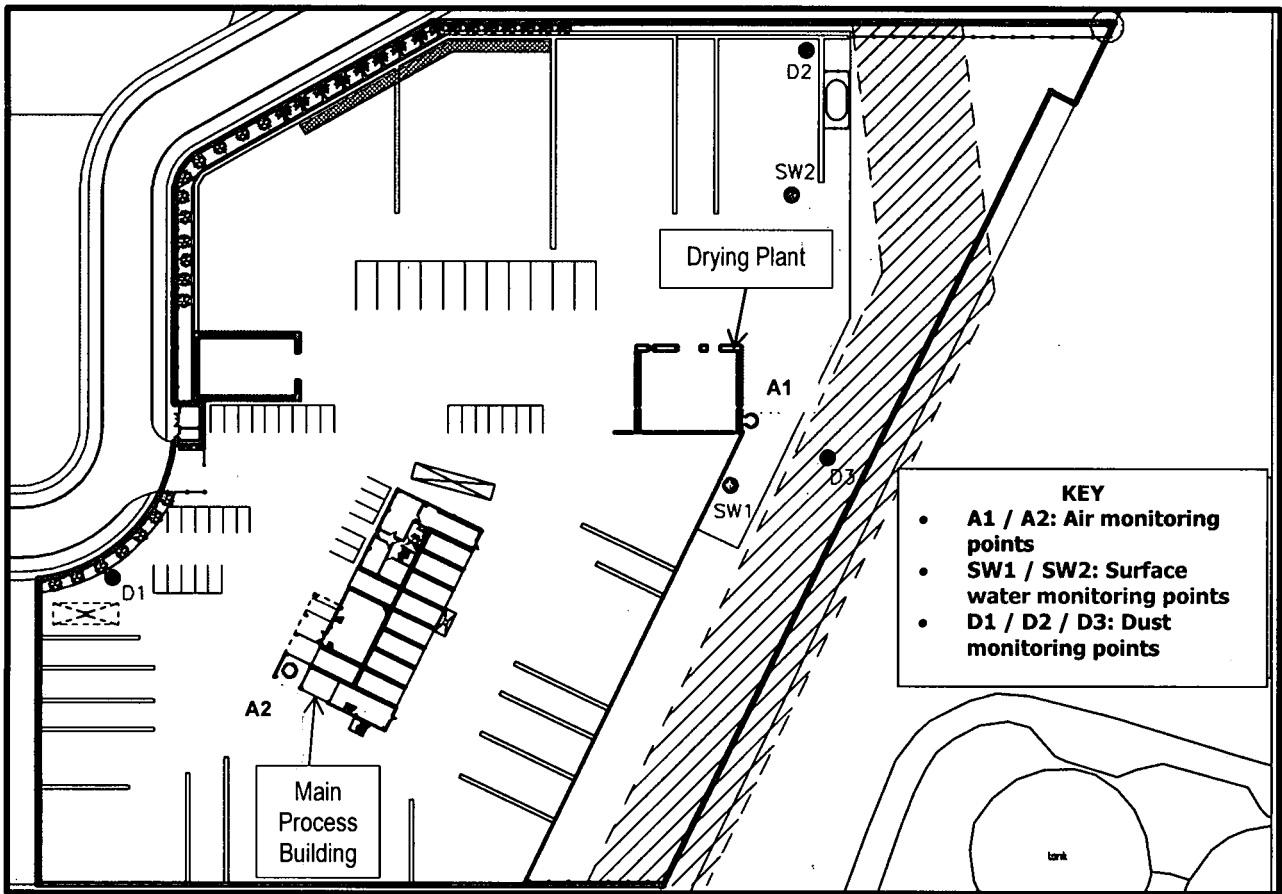 D2
SW2
Drying Plant
A1
D3
SW1
D1
A2
Main
Process
Building
KEY
• A1 / A2: Air monitoring
points
• SW1 / SW2: Surface
water monitoring points
• D1 / D2 / D3: Dust
monitoring points
tank